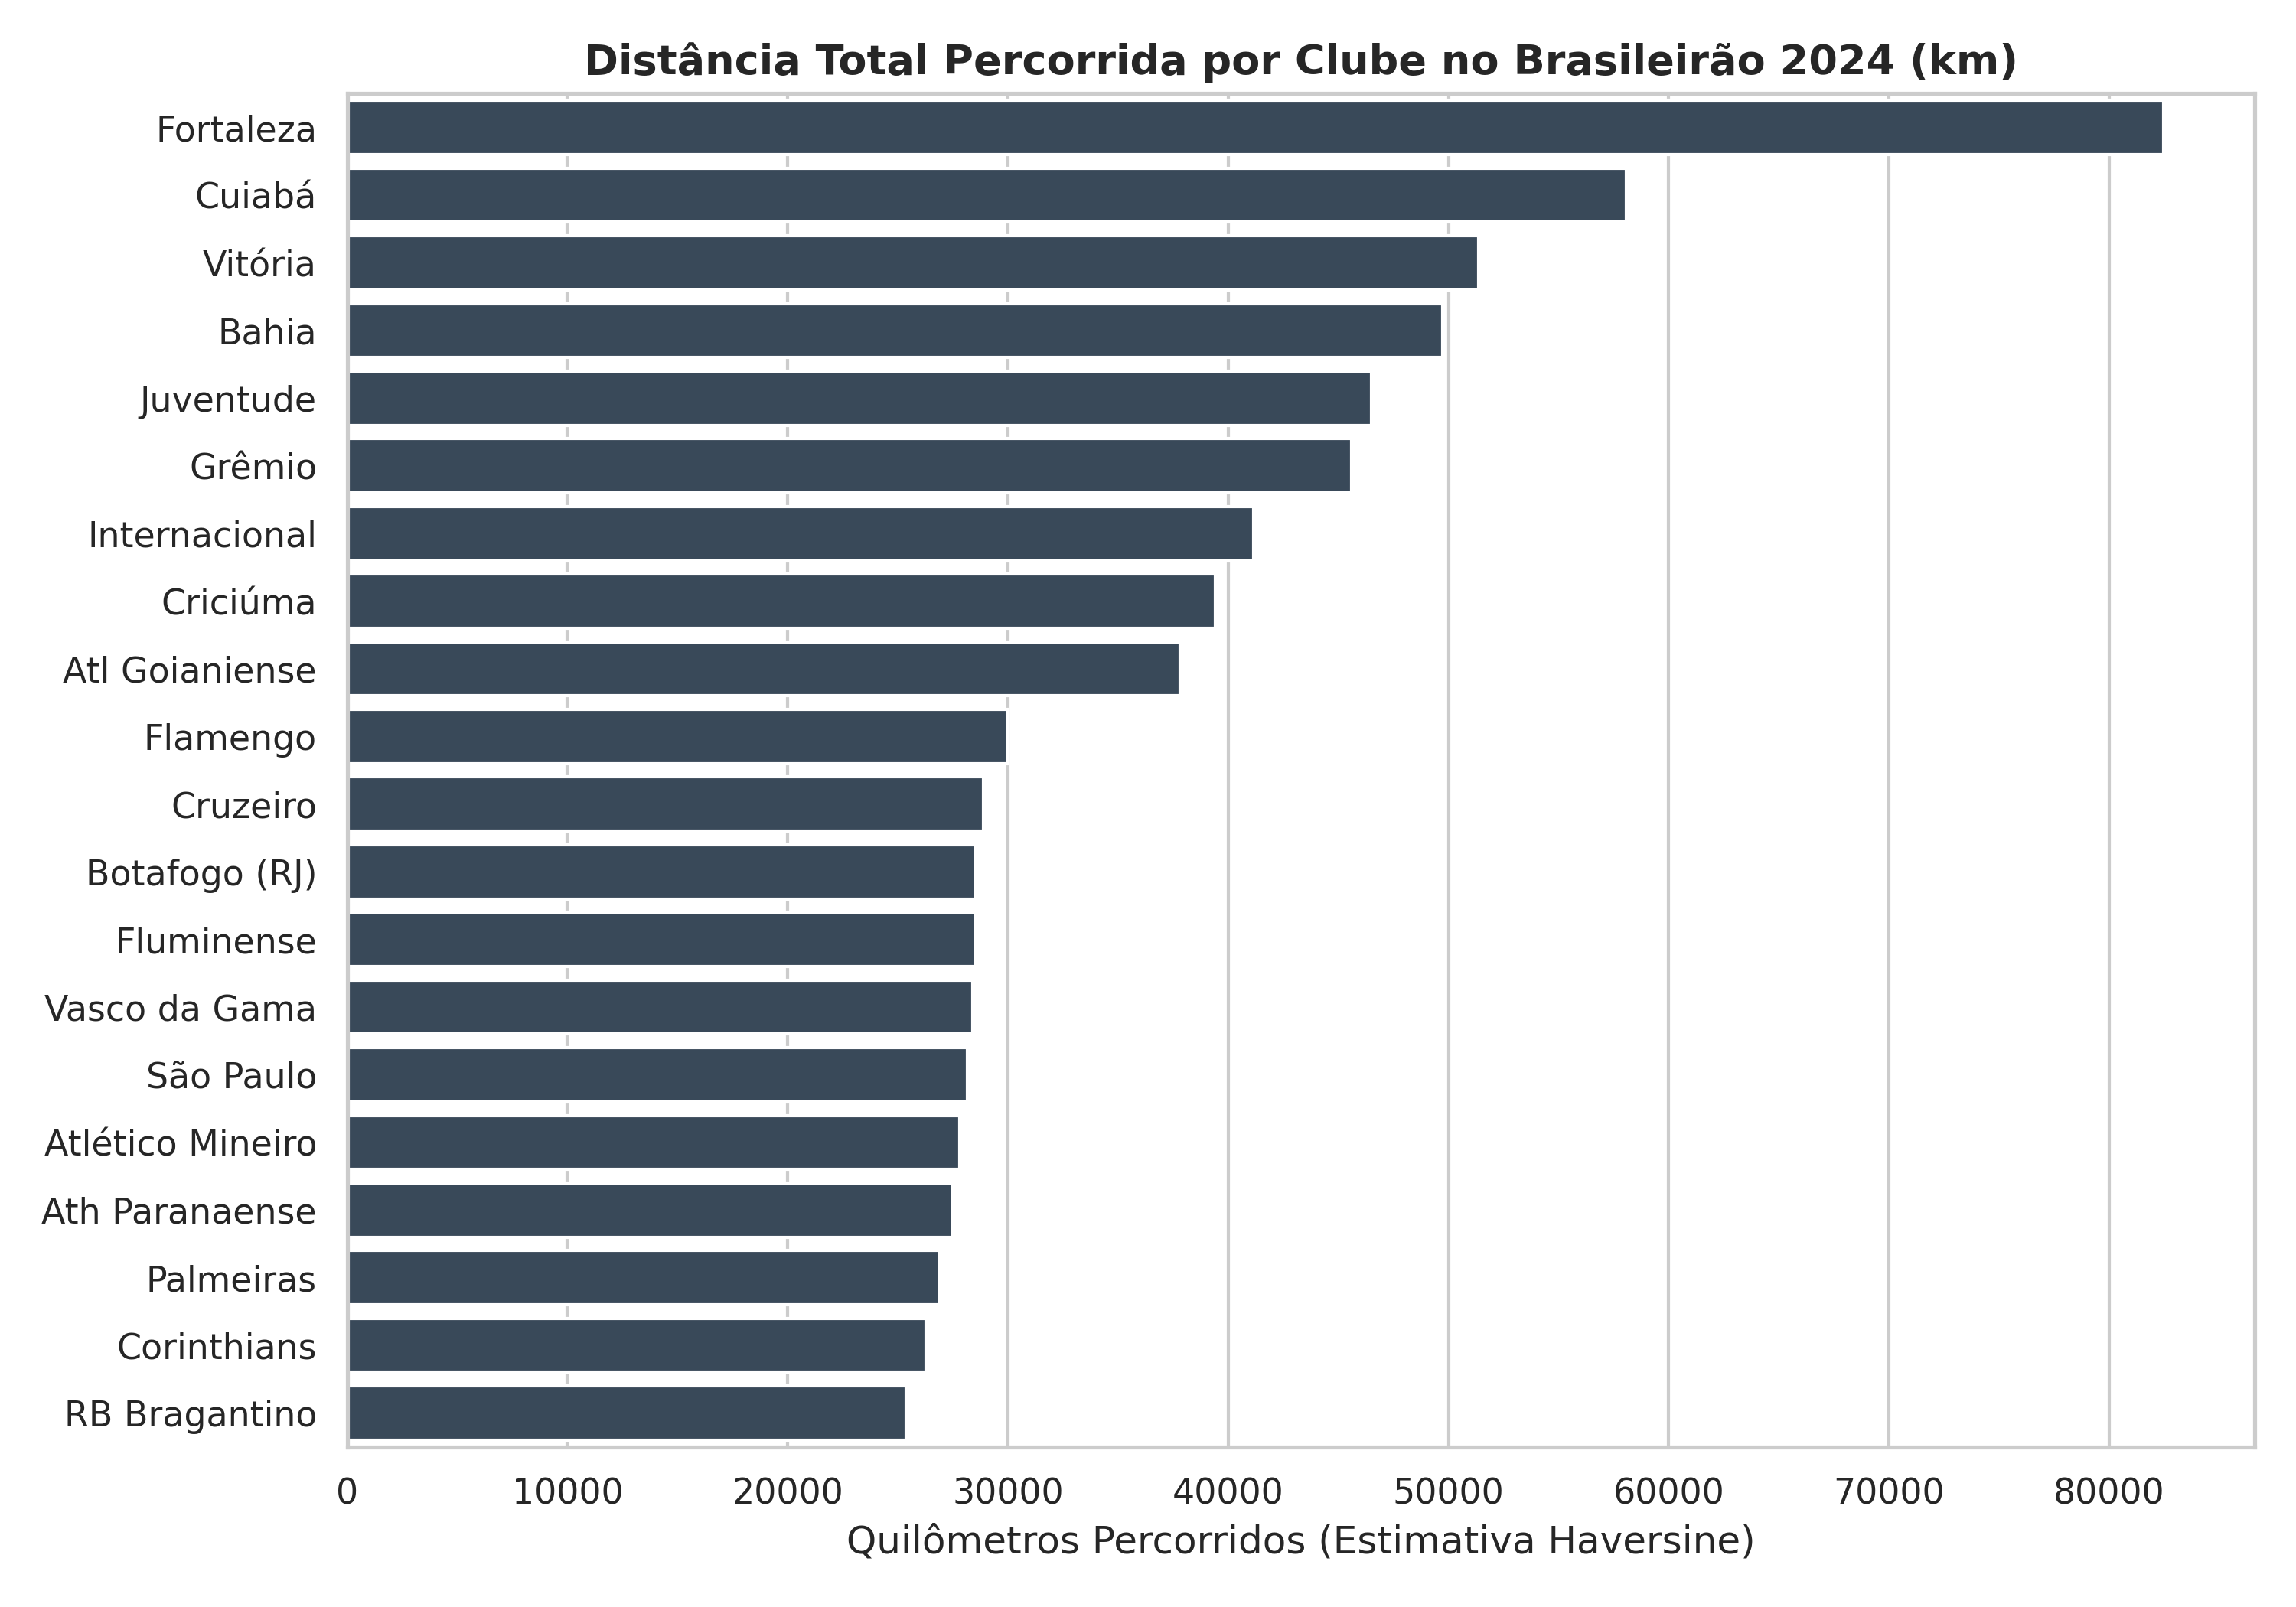 Distância Total Percorrida por Clube no Brasileirão 2024 (km)
Fortaleza
Cuiabá
Vitória
Bahia
Juventude
Grêmio
Internacional
Criciúma
Atl Goianiense
Flamengo
Cruzeiro
Botafogo (RJ)
Fluminense
Vasco da Gama
São Paulo
Atlético Mineiro
Ath Paranaense
Palmeiras
Corinthians
RB Bragantino
0 10000 20000 30000 40000 50000 60000 70000 80000
Quilômetros Percorridos (Estimativa Haversine)